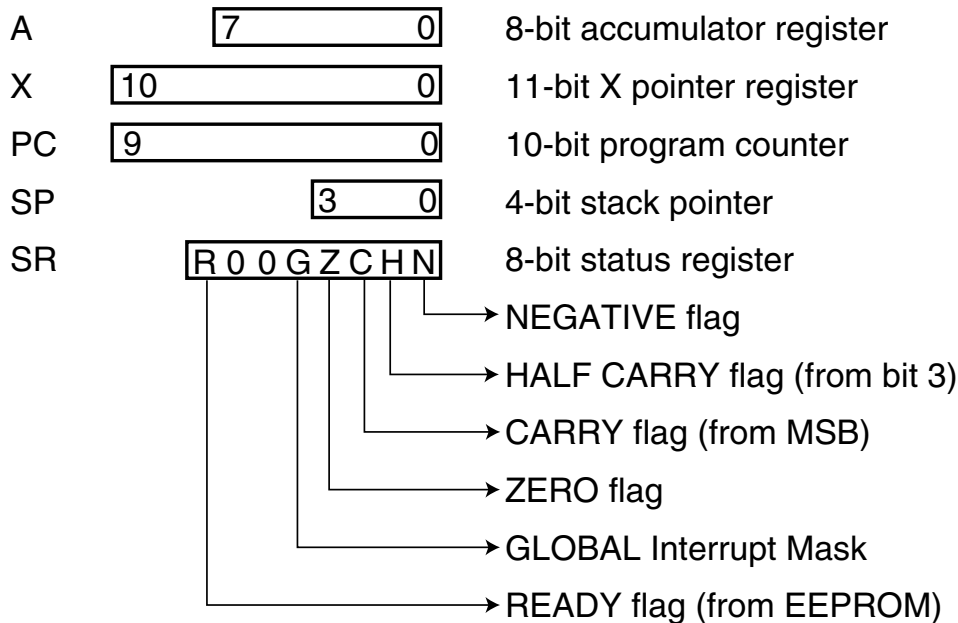 A 7 0 8-bit accumulator register
X 10 0 11-bit X pointer register
PC 9 0 10-bit program counter
SP 3 0 4-bit stack pointer
SR R 0 0 G Z C H N 8-bit status register
NEGATIVE flag
HALF CARRY flag (from bit 3)
CARRY flag (from MSB)
ZERO flag
GLOBAL Interrupt Mask
READY flag (from EEPROM)